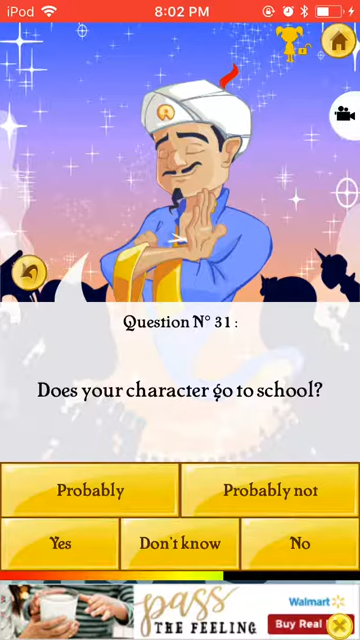 iPod 8:02 PM
Question N° 31 :
Does your character go to school?
Probably
Probably not
Yes
Don't know
No
pass
THE FEELING
Walmart
Buy Real